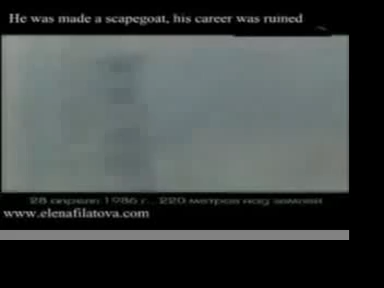 He was made a scapegoat, his career was ruined
28 апреля 1986 г... 220 метров над землей
www.elenafilatova.com